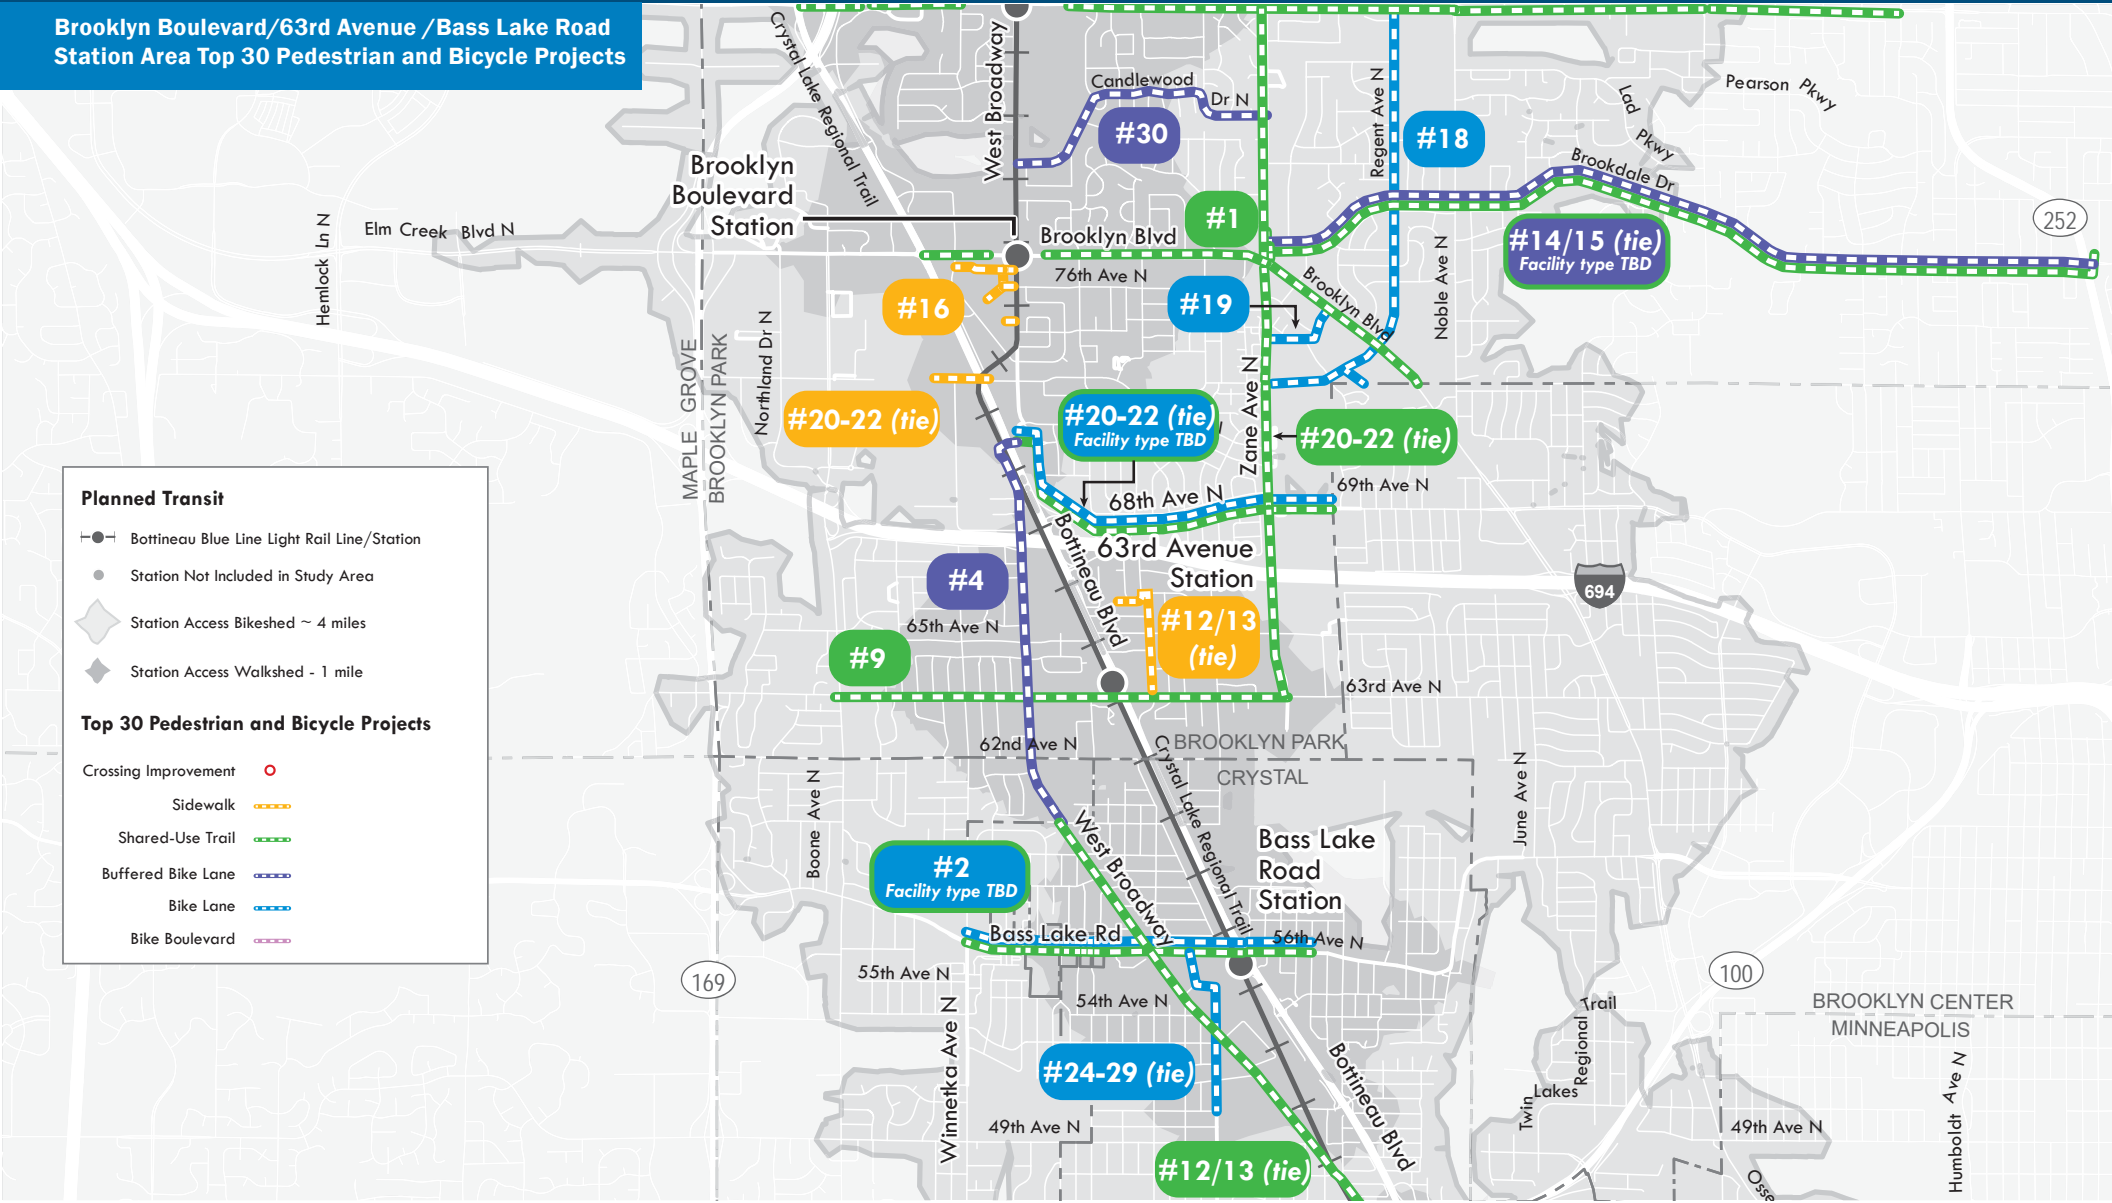 Brooklyn Boulevard/63rd Avenue /Bass Lake Road
Station Area Top 30 Pedestrian and Bicycle Projects
Crystal Lake Regional Trail
West Broadway
Candlewood
Dr N
#30
Regent Ave N
#18
Lad
Pkwy
Pearson Pkwy
Brookdale Dr
Brooklyn
Boulevard
Station
#1
Brooklyn Blvd
76th Ave N
#14/15 (tie)
Facility type TBD
252
Hemlock Ln N
Elm Creek Blvd N
Noble Ave N
#16
#19
Brooklyn Blvd
Northland Dr N
MAPLE GROVE
BROOKLYN PARK
#20-22 (tie)
#20-22 (tie)
Facility type TBD
Zane Ave N
#20-22 (tie)
69th Ave N
68th Ave N
Bottineau Blvd
63rd Avenue
Station
694
#4
65th Ave N
#12/13
(tie)
#9
63rd Ave N
62nd Ave N
BROOKLYN PARK
CRYSTAL
Crystal Lake Regional Trail
Boone Ave N
June Ave N
West Broadway
Bass Lake
Road
Station
#2
Facility type TBD
Bass Lake Rd
56th Ave N
55th Ave N
169
100
54th Ave N
Winnetka Ave N
#24-29 (tie)
Bottineau Blvd
49th Ave N
#12/13 (tie)
Twin
Lakes
Regional
Trail
BROOKLYN CENTER
MINNEAPOLIS
49th Ave N
Humboldt Ave N
Osse
Planned Transit
Bottineau Blue Line Light Rail Line/Station
Station Not Included in Study Area
Station Access Bikeshed ~ 4 miles
Station Access Walkshed - 1 mile
Top 30 Pedestrian and Bicycle Projects
Crossing Improvement
Sidewalk
Shared-Use Trail
Buffered Bike Lane
Bike Lane
Bike Boulevard